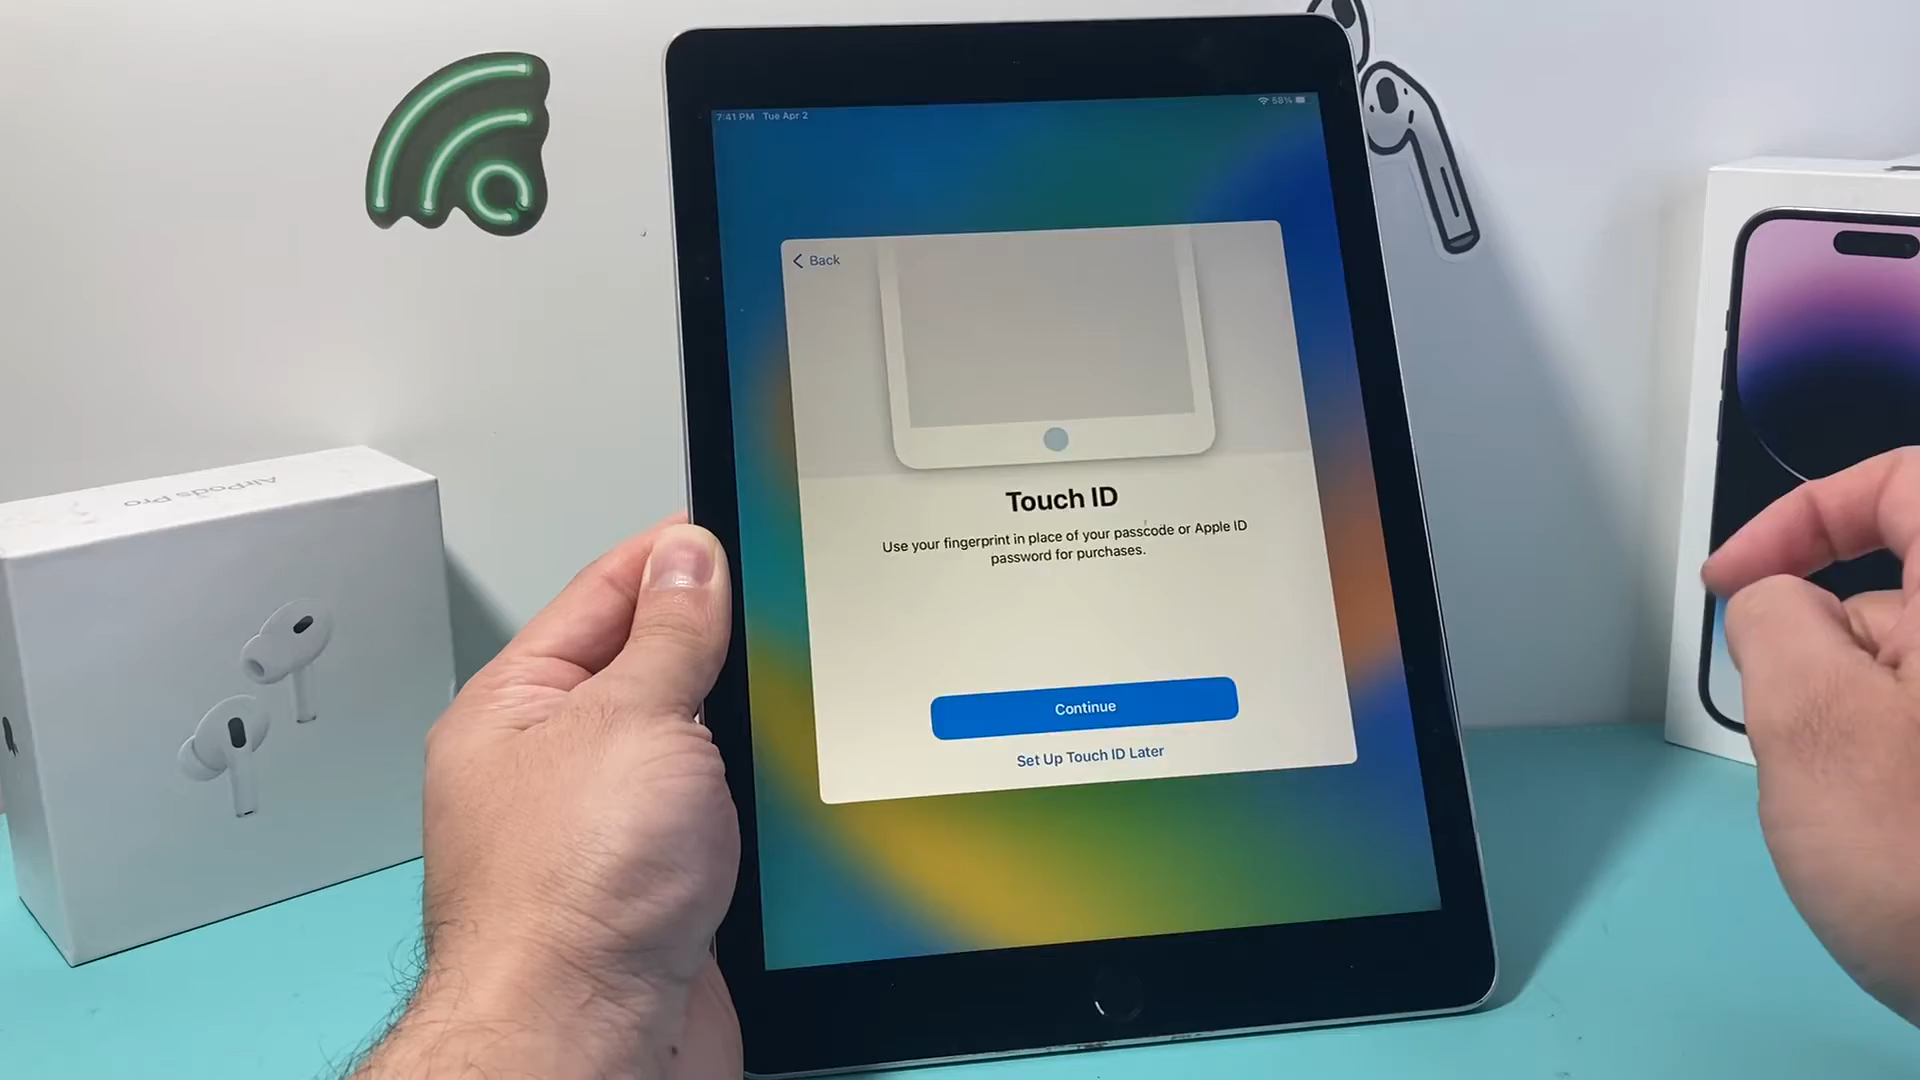 7:41 PM Tue Apr 2
58%
Back
Touch ID
Use your fingerprint in place of your passcode or Apple ID
password for purchases.
Continue
Set Up Touch ID Later
AirPods Pro